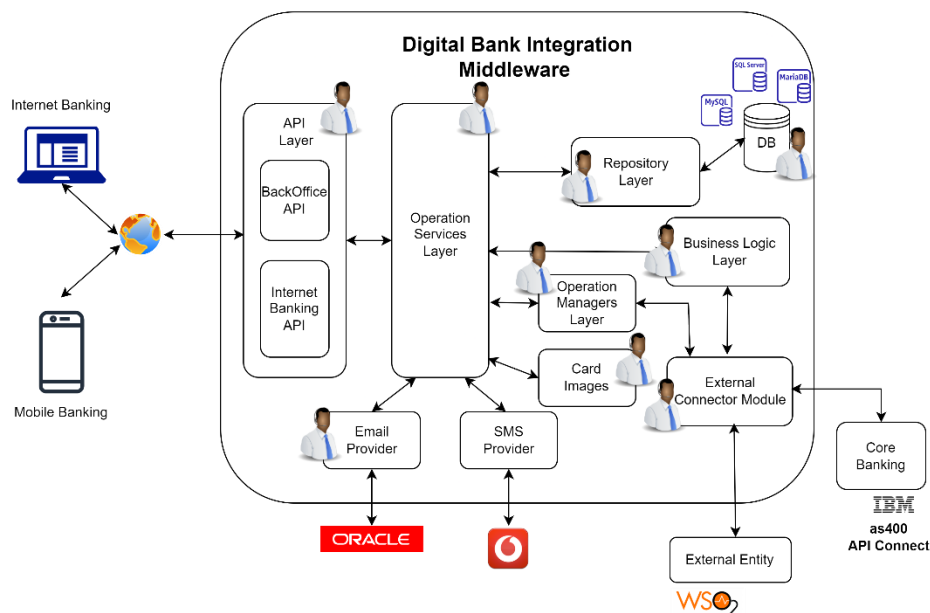 Digital Bank Integration
Middleware
SQL Server
MariaDB
MySQL
DB
Internet Banking
API
Layer
BackOffice
API
Internet
Banking
API
Operation
Services
Layer
Repository
Layer
Business Logic
Layer
Operation
Managers
Layer
Card
Images
External
Connector Module
Mobile Banking
Email
Provider
SMS
Provider
Core
Banking
IBM
as400
API Connect
ORACLE
External Entity
WSO2